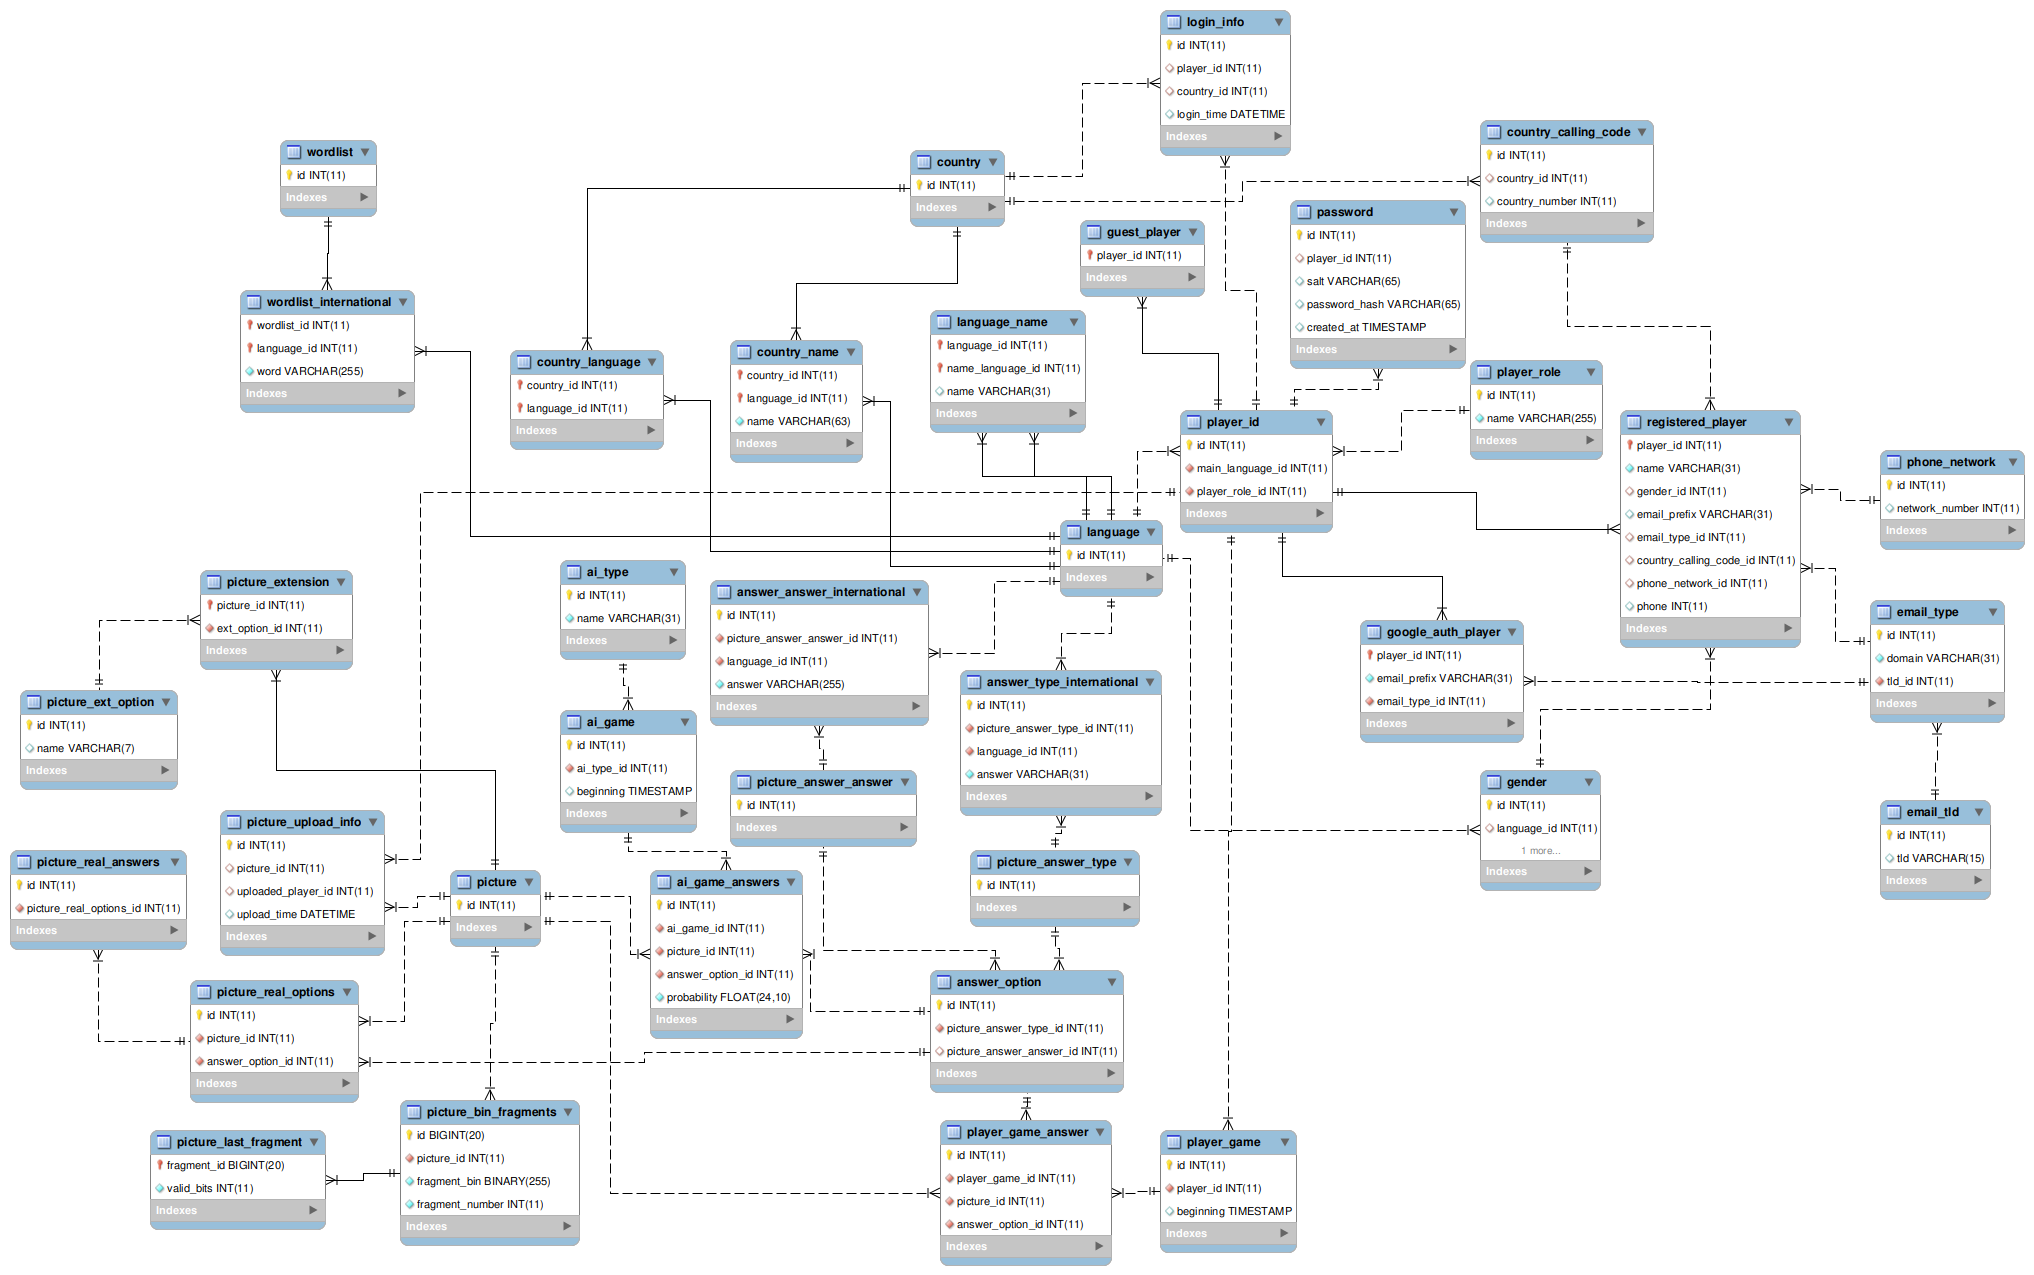 login_info
id INT(11)
player_id INT(11)
country_id INT(11)
login_time DATETIME
Indexes
country_calling_code
id INT(11)
country_id INT(11)
country_number INT(11)
Indexes
wordlist
id INT(11)
Indexes
country
id INT(11)
Indexes
password
id INT(11)
player_id INT(11)
salt VARCHAR(65)
password_hash VARCHAR(65)
created_at TIMESTAMP
Indexes
guest_player
player_id INT(11)
Indexes
wordlist_international
wordlist_id INT(11)
language_id INT(11)
word VARCHAR(255)
Indexes
language_name
language_id INT(11)
name_language_id INT(11)
name VARCHAR(31)
Indexes
country_language
country_id INT(11)
language_id INT(11)
Indexes
country_name
country_id INT(11)
language_id INT(11)
name VARCHAR(63)
Indexes
player_role
id INT(11)
name VARCHAR(255)
Indexes
player_id
id INT(11)
main_language_id INT(11)
player_role_id INT(11)
Indexes
registered_player
player_id INT(11)
name VARCHAR(31)
gender_id INT(11)
email_prefix VARCHAR(31)
email_type_id INT(11)
country_calling_code_id INT(11)
phone_network_id INT(11)
phone INT(11)
Indexes
phone_network
id INT(11)
network_number INT(11)
Indexes
language
id INT(11)
Indexes
picture_extension
picture_id INT(11)
ext_option_id INT(11)
Indexes
ai_type
id INT(11)
name VARCHAR(31)
Indexes
answer_answer_international
id INT(11)
picture_answer_answer_id INT(11)
language_id INT(11)
answer VARCHAR(255)
Indexes
google_auth_player
player_id INT(11)
email_prefix VARCHAR(31)
email_type_id INT(11)
Indexes
email_type
id INT(11)
domain VARCHAR(31)
tld_id INT(11)
Indexes
picture_ext_option
id INT(11)
name VARCHAR(7)
Indexes
ai_game
id INT(11)
ai_type_id INT(11)
beginning TIMESTAMP
Indexes
answer_type_international
id INT(11)
picture_answer_type_id INT(11)
language_id INT(11)
answer VARCHAR(31)
Indexes
picture_answer_answer
id INT(11)
Indexes
gender
id INT(11)
language_id INT(11)
1 more...
Indexes
email_tld
id INT(11)
tld VARCHAR(15)
Indexes
picture_upload_info
id INT(11)
picture_id INT(11)
uploaded_player_id INT(11)
upload_time DATETIME
Indexes
picture_real_answers
id INT(11)
picture_real_options_id INT(11)
Indexes
picture
id INT(11)
Indexes
ai_game_answers
id INT(11)
ai_game_id INT(11)
picture_id INT(11)
answer_option_id INT(11)
probability FLOAT(24,10)
Indexes
picture_answer_type
id INT(11)
Indexes
picture_real_options
id INT(11)
picture_id INT(11)
answer_option_id INT(11)
Indexes
answer_option
id INT(11)
picture_answer_type_id INT(11)
picture_answer_answer_id INT(11)
Indexes
picture_bin_fragments
id BIGINT(20)
picture_id INT(11)
fragment_bin BINARY(255)
fragment_number INT(11)
Indexes
picture_last_fragment
fragment_id BIGINT(20)
valid_bits INT(11)
Indexes
player_game_answer
id INT(11)
player_game_id INT(11)
picture_id INT(11)
answer_option_id INT(11)
Indexes
player_game
id INT(11)
player_id INT(11)
beginning TIMESTAMP
Indexes